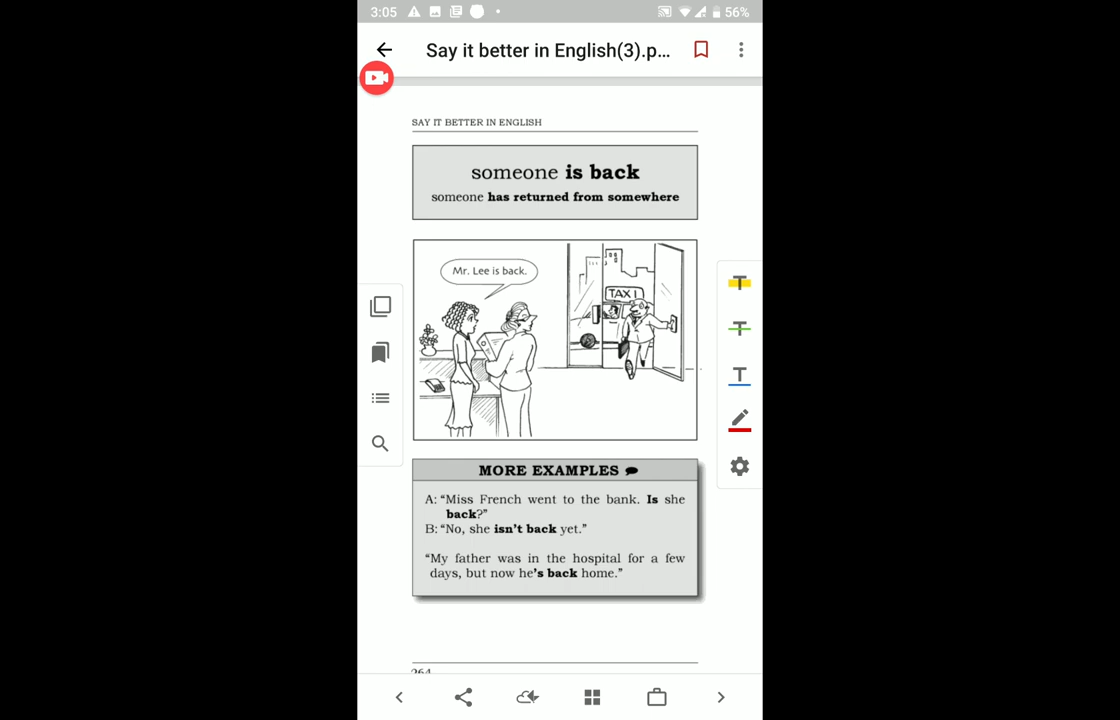 3:05
56%
Say it better in English(3).p...
SAY IT BETTER IN ENGLISH
someone is back
someone has returned from somewhere
Mr. Lee is back.
TAXI
MORE EXAMPLES
A: “Miss French went to the bank. Is she
back?”
B: “No, she isn’t back yet.”
“My father was in the hospital for a few
days, but now he’s back home.”
264
T
T
T